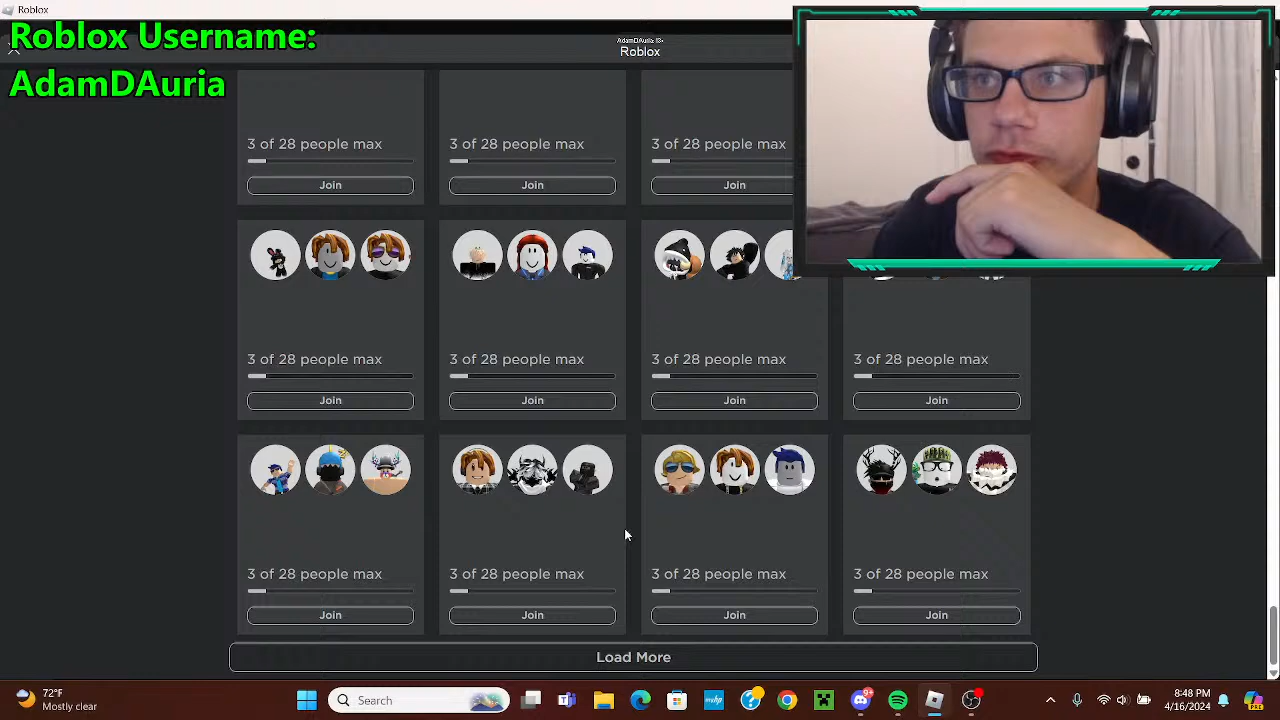 Roblox
Roblox Username:
AdamDAuria
Roblox
3 of 28 people max
3 of 28 people max
3 of 28 people max
Join
Join
Join
3 of 28 people max
3 of 28 people max
3 of 28 people max
3 of 28 people max
Join
Join
Join
Join
3 of 28 people max
3 of 28 people max
3 of 28 people max
3 of 28 people max
Join
Join
Join
Join
Load More
72°F
Mostly clear
Search
9+
8:48 PM
4/16/2024
PRE